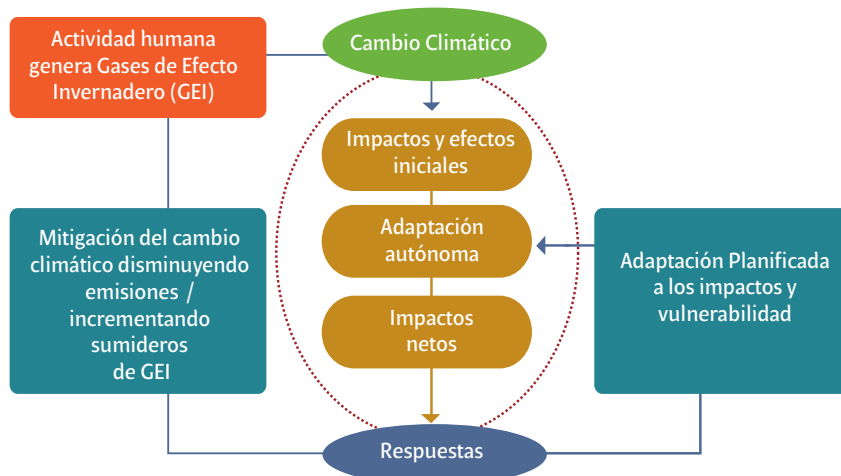 Actividad humana
genera Gases de Efecto
Invernadero (GEI)
Cambio Climático
Impactos y efectos
iniciales
Adaptación
autónoma
Impactos
netos
Mitigación del cambio
climático disminuyendo
emisiones /
incrementando
sumideros
de GEI
Adaptación Planificada
a los impactos y
vulnerabilidad
Respuestas